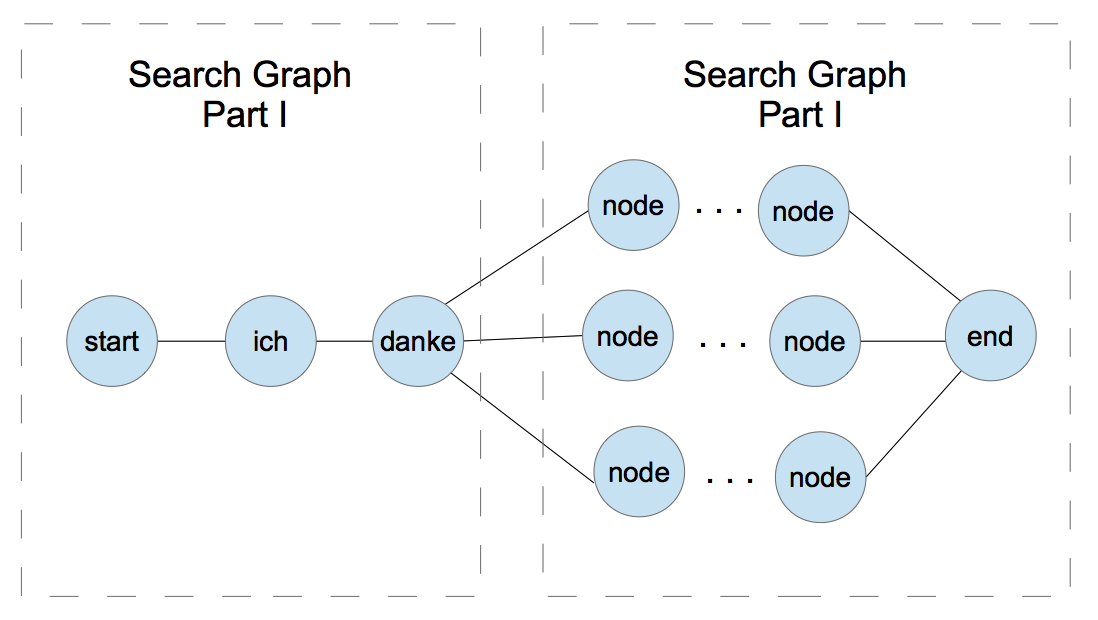 Search Graph
Part I
Search Graph
Part I
node . . . node
start ich danke node . . . node end
node . . . node